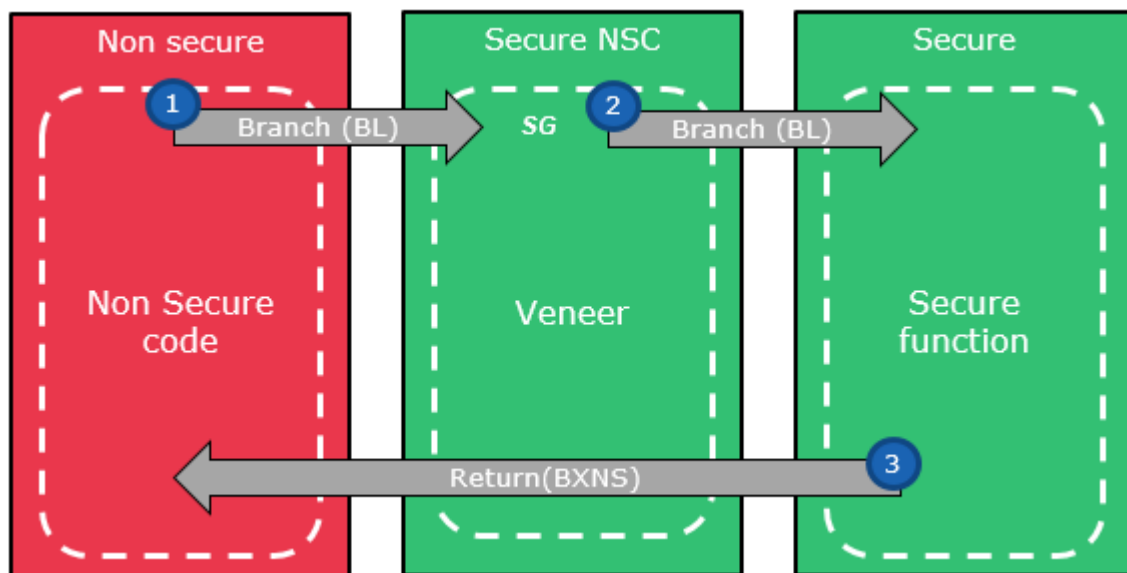 Non secure
Secure NSC
Secure
1
Branch (BL)
SG
2
Branch (BL)
Non Secure
code
Veneer
Secure
function
Return(BXNS)
3